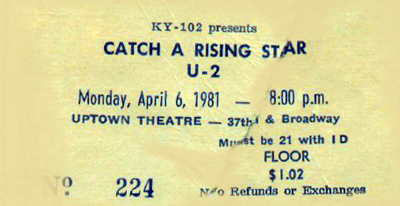 KY-102 presents
CATCH A RISING STAR
U-2
Monday, April 6, 1981 — 8:00 p.m.
UPTOWN THEATRE — 37th & Broadway
Must be 21 with ID
FLOOR
$1.02
No 224 No Refunds or Exchanges